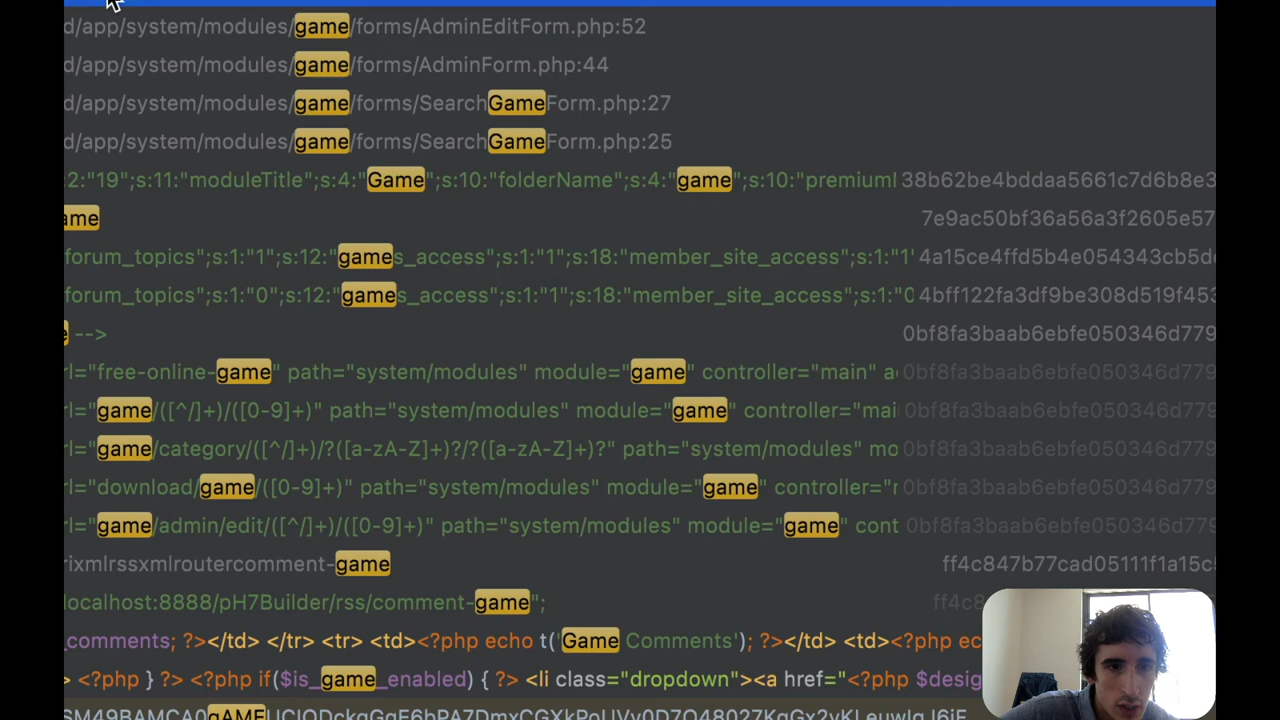 d/app/system/modules/game/forms/AdminEditForm.php:52
d/app/system/modules/game/forms/AdminForm.php:44
d/app/system/modules/game/forms/SearchGameForm.php:27
d/app/system/modules/game/forms/SearchGameForm.php:25
:2:"19";s:11:"moduleTitle";s:4:"Game";s:10:"folderName";s:4:"game";s:10:"premiumI 38b62be4bddaa5661c7d6b8e3
ame 7e9ac50bf36a56a3f2605e57
forum_topics";s:1:"1";s:12:"games_access";s:1:"1";s:18:"member_site_access";s:1:"1" 4a15ce4ffd5b4e054343cb5d
forum_topics";s:1:"0";s:12:"games_access";s:1:"1";s:18:"member_site_access";s:1:"0 4bff122fa3df9be308d519f453
--> 0bf8fa3baab6ebfe050346d779
rl="free-online-game" path="system/modules" module="game" controller="main" a 0bf8fa3baab6ebfe050346d779
rl="game/([^/]+)/([0-9]+)" path="system/modules" module="game" controller="mai 0bf8fa3baab6ebfe050346d779
rl="game/category/([^/]+)/?([a-zA-Z]+)?/?([a-zA-Z]+)?" path="system/modules" mo 0bf8fa3baab6ebfe050346d779
rl="download/game/([0-9]+)" path="system/modules" module="game" controller="r 0bf8fa3baab6ebfe050346d779
rl="game/admin/edit/([^/]+)/([0-9]+)" path="system/modules" module="game" cont 0bf8fa3baab6ebfe050346d779
rixmlrssxmlroutercomment-game ff4c847b77cad05111f1a15c
localhost:8888/pH7Builder/rss/comment-game"; ff4c8
_comments; ?></td> </tr> <tr> <td><?php echo t('Game Comments'); ?></td> <td><?php ec
> <?php } ?> <?php if($is_game_enabled) { ?> <li class="dropdown"><a href="<?php $desig